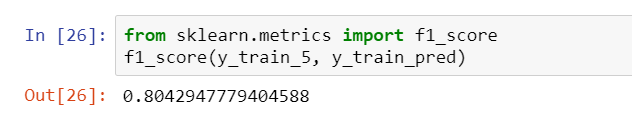 In [26]: from sklearn.metrics import f1_score
f1_score(y_train_5, y_train_pred)
Out[26]: 0.8042947779404588